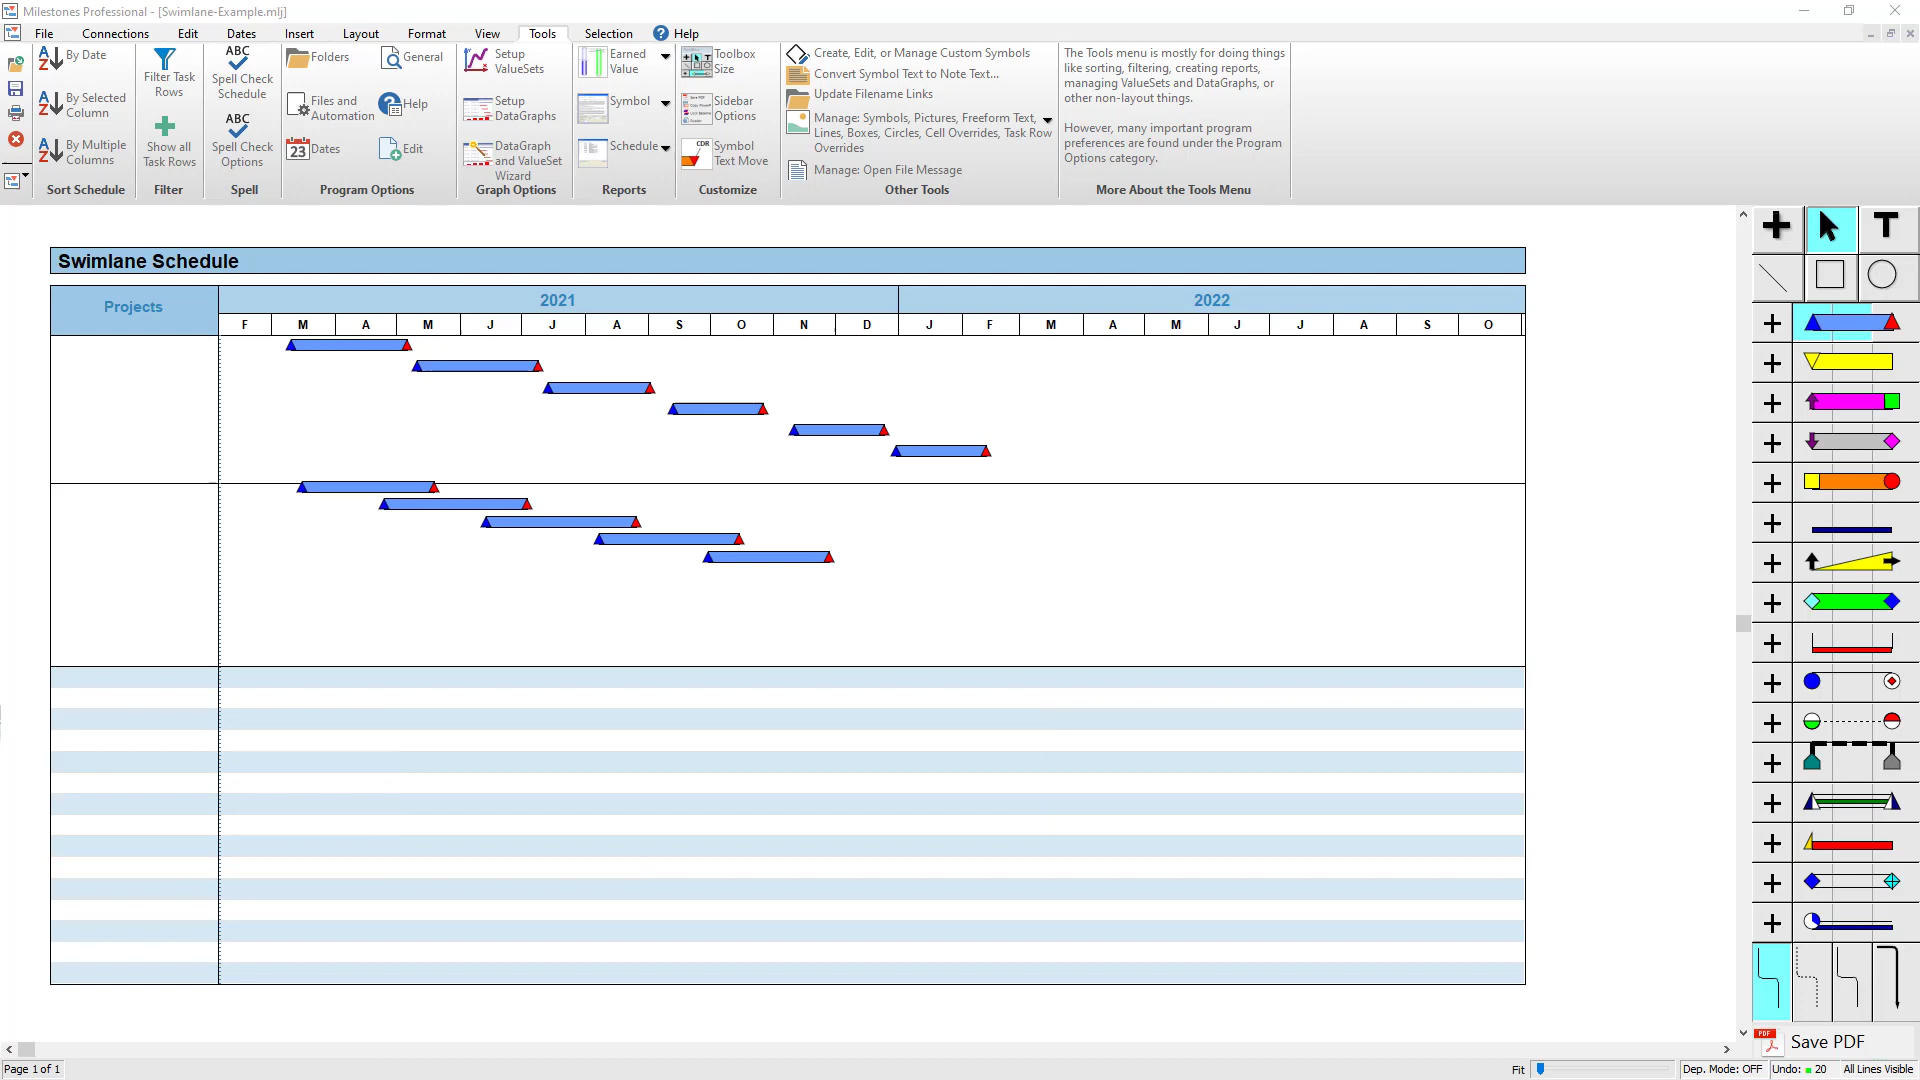 Milestones Professional - [Swimlane-Example.mlj]
File Connections Edit Dates Insert Layout Format View Tools Selection Help
By Date
By Selected
Column
By Multiple
Columns
Sort Schedule
Filter Task
Rows
Show all
Task Rows
Filter
ABC
Spell Check
Schedule
ABC
Spell Check
Options
Spell
Folders
General
Files and
Automation
Help
23
Dates
Edit
Program Options
Setup
ValueSets
Setup
DataGraphs
DataGraph
and ValueSet
Wizard
Graph Options
Earned
Value
Symbol
Schedule
Reports
Toolbox
Size
Sidebar
Options
CDR
Symbol
Text Move
Customize
Create, Edit, or Manage Custom Symbols
Convert Symbol Text to Note Text...
Update Filename Links
Manage: Symbols, Pictures, Freeform Text,
Lines, Boxes, Circles, Cell Overrides, Task Row
Overrides
Manage: Open File Message
Other Tools
The Tools menu is mostly for doing things
like sorting, filtering, creating reports,
managing ValueSets and DataGraphs, or
other non-layout things.
However, many important program
preferences are found under the Program
Options category.
More About the Tools Menu
Swimlane Schedule
Projects
2021 2022
F M A M J J A S O N D J F M A M J J A S O
T
PDF
Save PDF
Page 1 of 1
Fit
Dep. Mode: OFF
Undo: 20
All Lines Visible